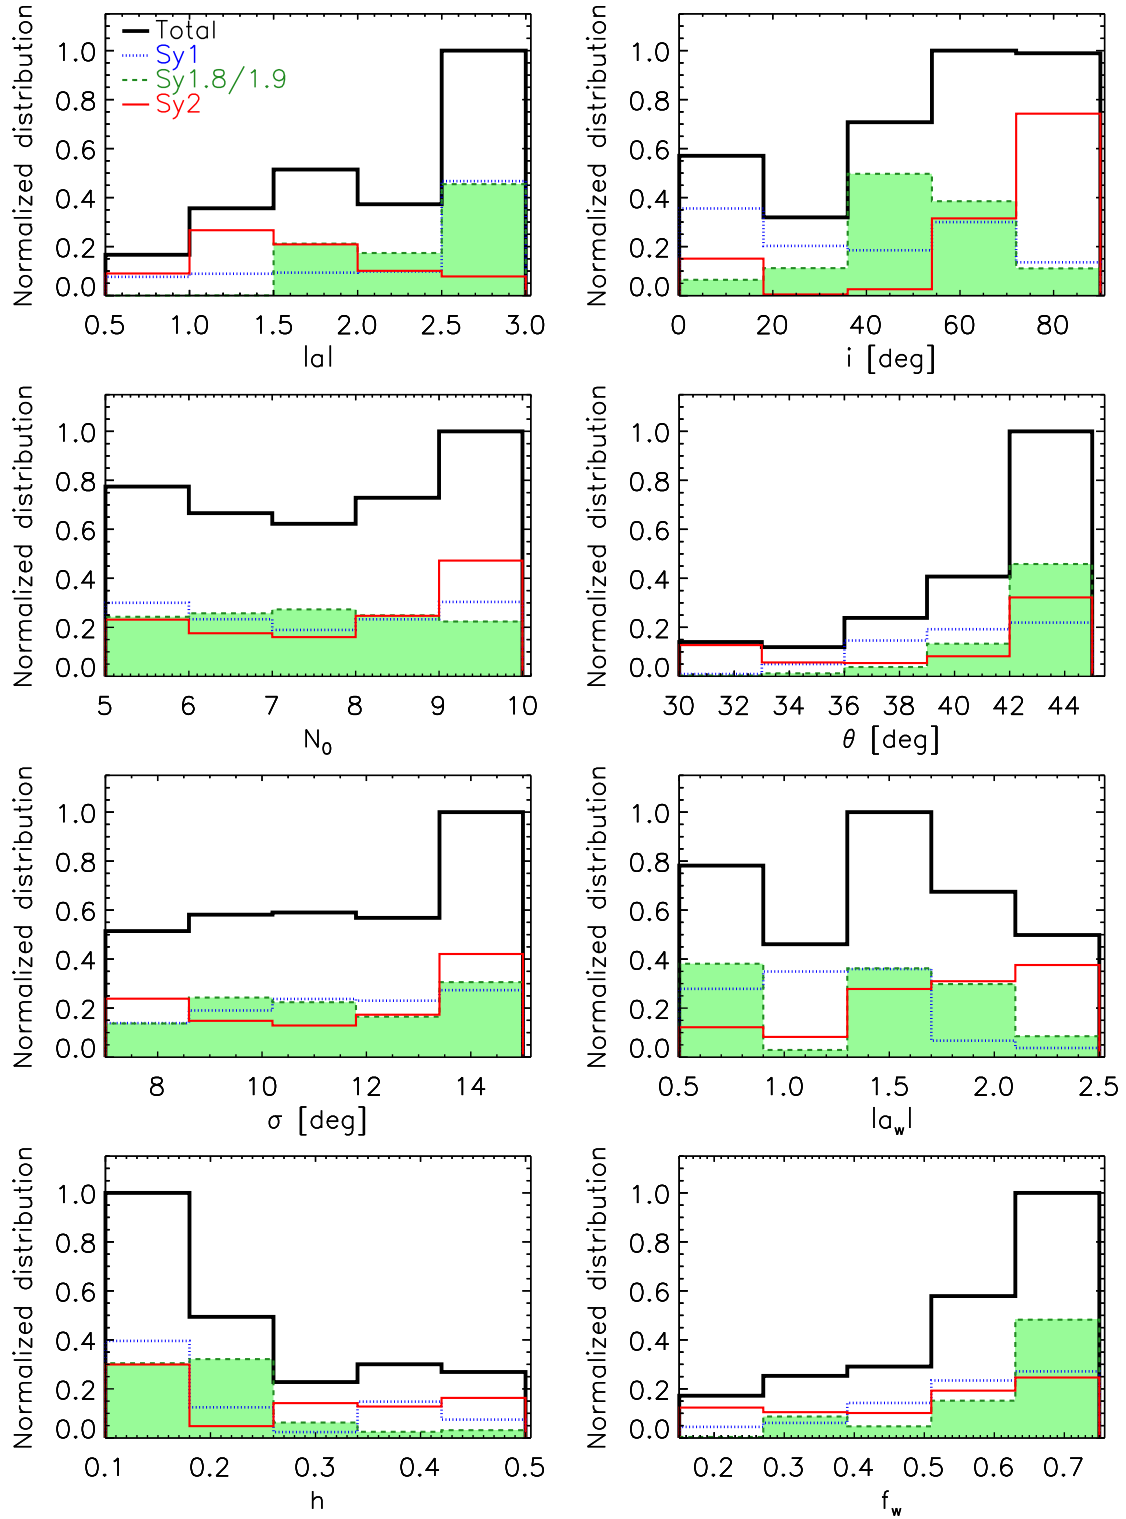 Normalized distribution
1.0
0.8
0.6
0.4
0.2
0.0
Total
Sy1
Sy1.8/1.9
Sy2
0.5 1.0 1.5 2.0 2.5 3.0
|a|
Normalized distribution
1.0
0.8
0.6
0.4
0.2
0.0
0 20 40 60 80
i [deg]
Normalized distribution
1.0
0.8
0.6
0.4
0.2
0.0
5 6 7 8 9 10
N₀
Normalized distribution
1.0
0.8
0.6
0.4
0.2
0.0
30 32 34 36 38 40 42 44
θ [deg]
Normalized distribution
1.0
0.8
0.6
0.4
0.2
0.0
8 10 12 14
σ [deg]
Normalized distribution
1.0
0.8
0.6
0.4
0.2
0.0
0.5 1.0 1.5 2.0 2.5
|a_w|
Normalized distribution
1.0
0.8
0.6
0.4
0.2
0.0
0.1 0.2 0.3 0.4 0.5
h
Normalized distribution
1.0
0.8
0.6
0.4
0.2
0.0
0.2 0.3 0.4 0.5 0.6 0.7
f_w